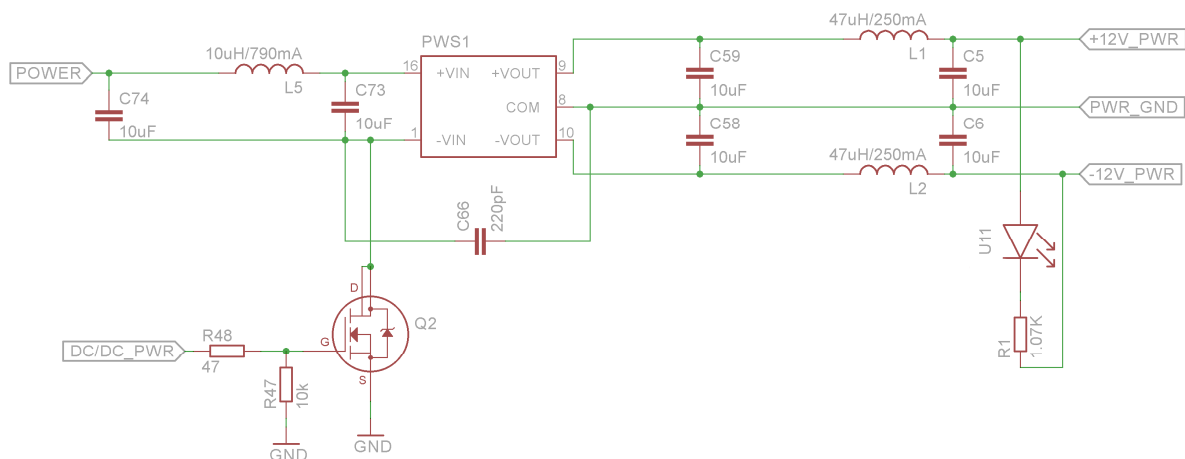 47uH/250mA
10uH/790mA
PWS1
L1
+12V_PWR
POWER
L5
16
+VIN
+VOUT
9
C59
10uF
C5
10uF
C74
10uF
C73
10uF
COM
8
PWR_GND
1
-VIN
-VOUT
10
C58
10uF
C6
10uF
47uH/250mA
L2
-12V_PWR
C66
220pF
U11
D
Q2
G
S
DC/DC_PWR
R48
47
R47
10k
R1
1.07K
GND
GND